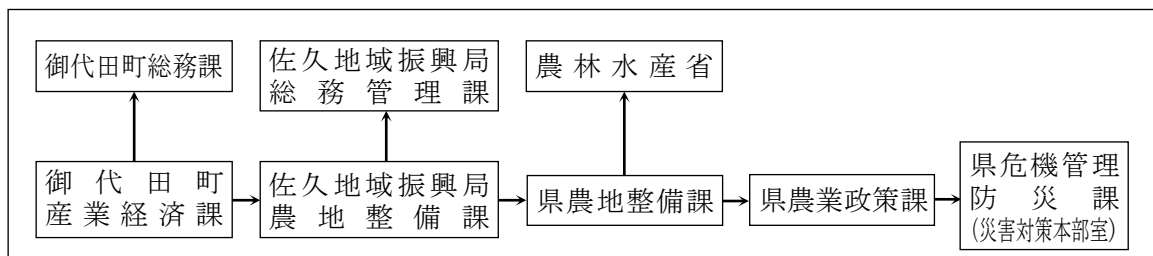 御代田町総務課
佐久地域振興局
総務管理課
農林水産省
御代田町
産業経済課
佐久地域振興局
農地整備課
県農地整備課
県農業政策課
県危機管理
防災課
(災害対策本部室)